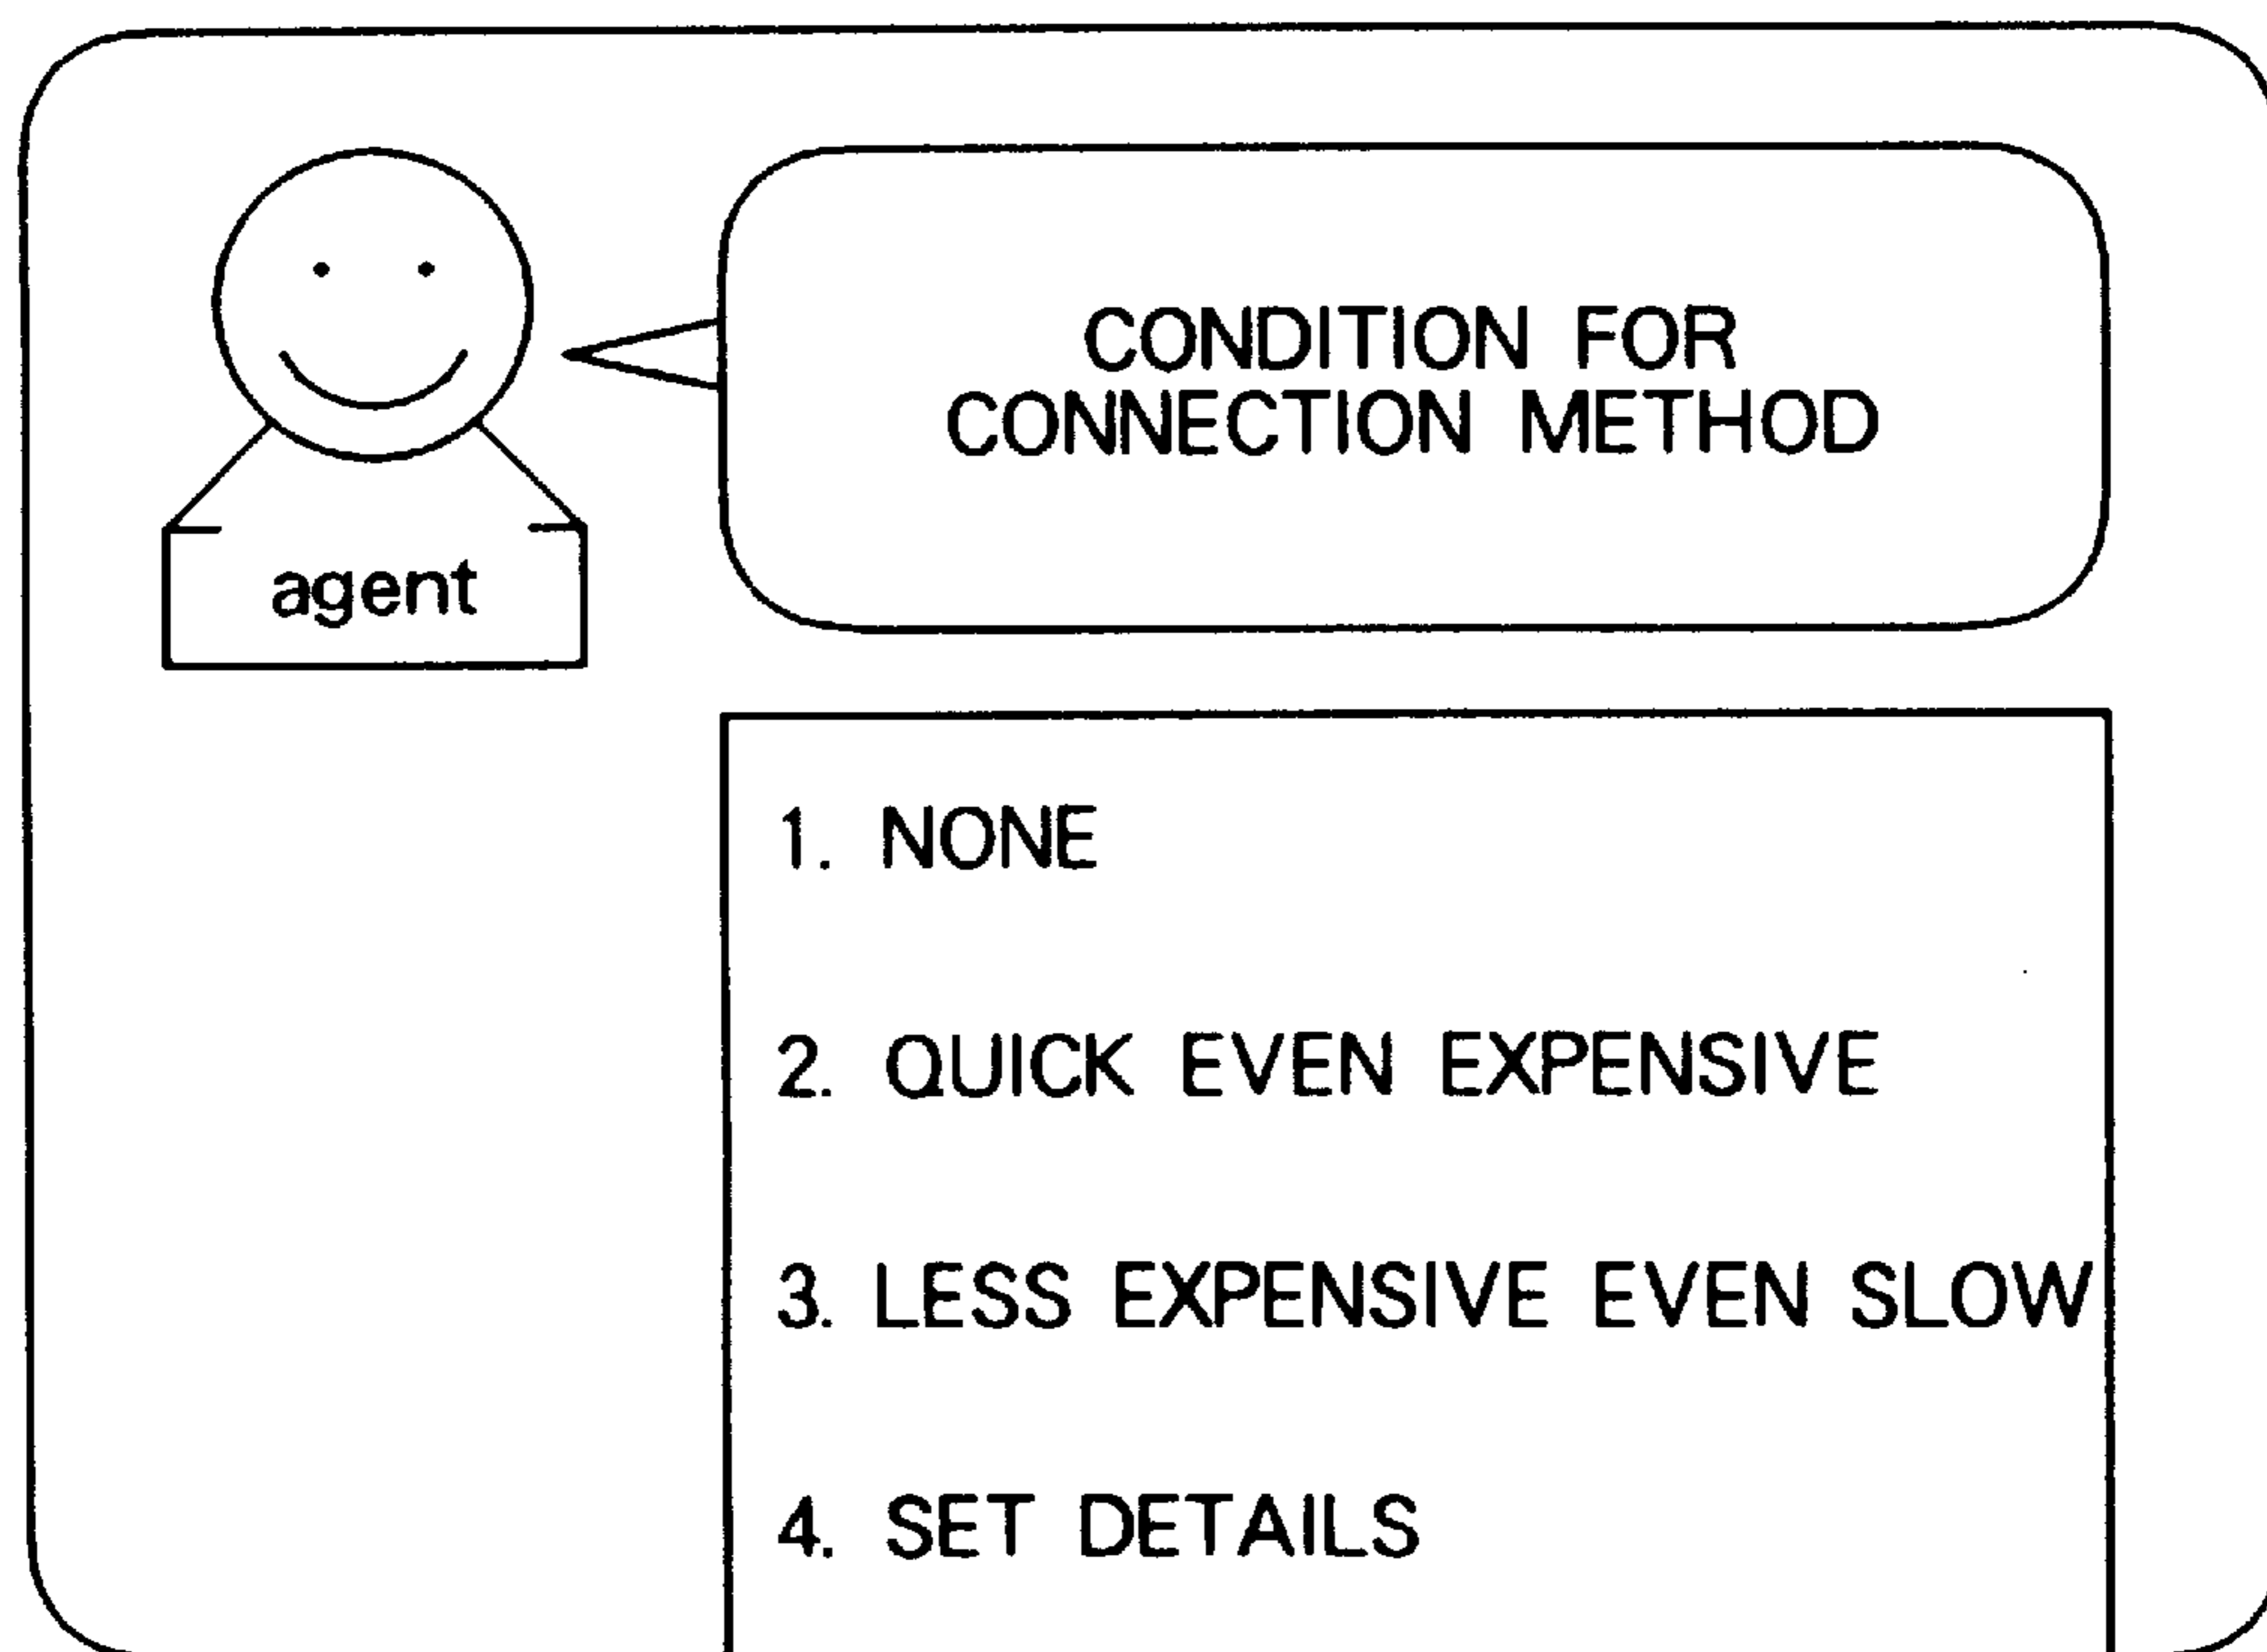 CONDITION FOR
CONNECTION METHOD
agent
1. NONE
2. QUICK EVEN EXPENSIVE
3. LESS EXPENSIVE EVEN SLOW
4. SET DETAILS